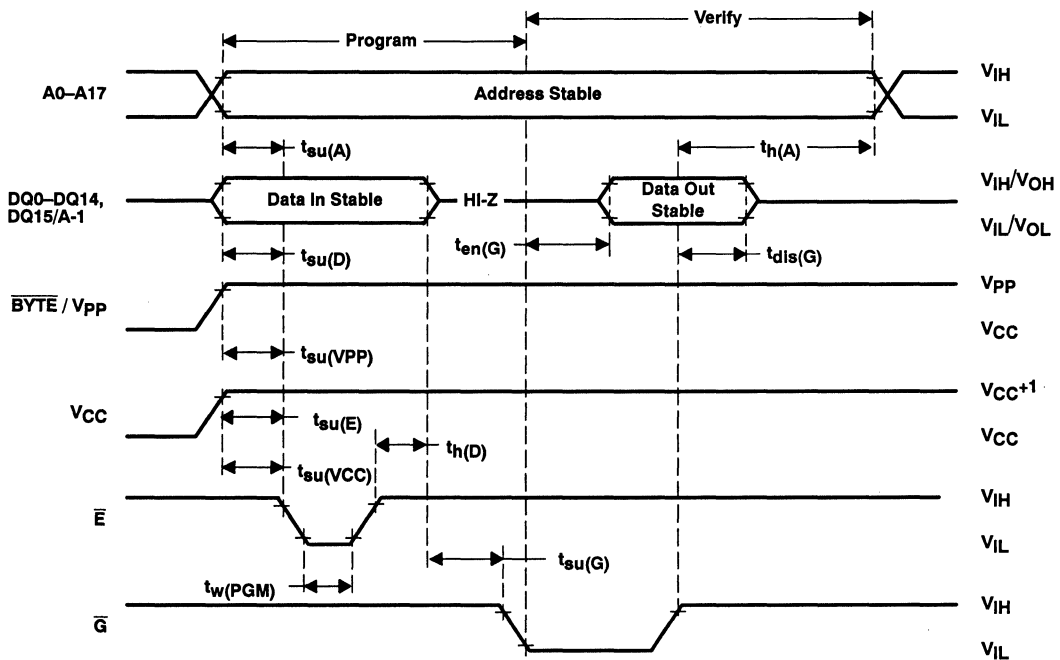 Verify
Program
A0–A17
Address Stable
VIH
VIL
tsu(A)
th(A)
DQ0–DQ14,
DQ15/A-1
Data In Stable
HI-Z
Data Out
Stable
VIH/VOH
VIL/VOL
tsu(D)
ten(G)
tdis(G)
BYTE / VPP
VPP
VCC
tsu(VPP)
VCC
VCC+1
VCC
tsu(E)
th(D)
tsu(VCC)
E
VIH
VIL
tsu(G)
tw(PGM)
G
VIH
VIL